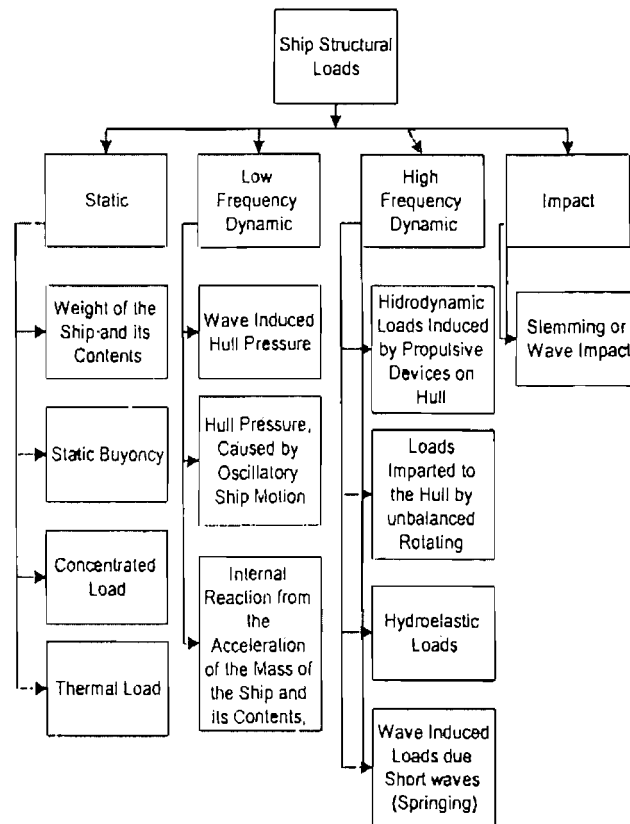 Ship Structural
Loads
Static
Low
Frequency
Dynamic
High
Frequency
Dynamic
Impact
Weight of the
Ship and its
Contents
Static Buyoncy
Concentrated
Load
Thermal Load
Wave Induced
Hull Pressure
Hull Pressure,
Caused by
Oscillatory
Ship Motion
Internal
Reaction from
the
Acceleration
of the Mass of
the Ship and
its Contents,
Hidrodynamic
Loads Induced
by Propulsive
Devices on
Hull
Loads
Imparted to
the Hull by
unbalanced
Rotating
Hydroelastic
Loads
Wave Induced
Loads due
Short waves
(Springing)
Slemming or
Wave Impact